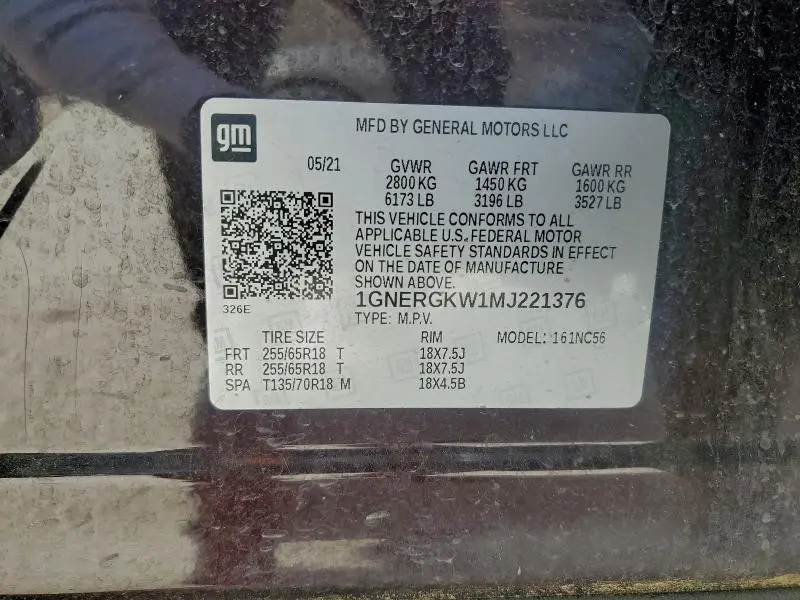 gm
MFD BY GENERAL MOTORS LLC
05/21 GVWR GAWR FRT GAWR RR
2800 KG 1450 KG 1600 KG
6173 LB 3196 LB 3527 LB
THIS VEHICLE CONFORMS TO ALL
APPLICABLE U.S. FEDERAL MOTOR
VEHICLE SAFETY STANDARDS IN EFFECT
ON THE DATE OF MANUFACTURE
SHOWN ABOVE.
1GNERGKW1MJ221376
326E
TYPE: M.P.V.
TIRE SIZE RIM MODEL: 161NC56
FRT 255/65R18 T 18X7.5J
RR 255/65R18 T 18X7.5J
SPA T135/70R18 M 18X4.5B